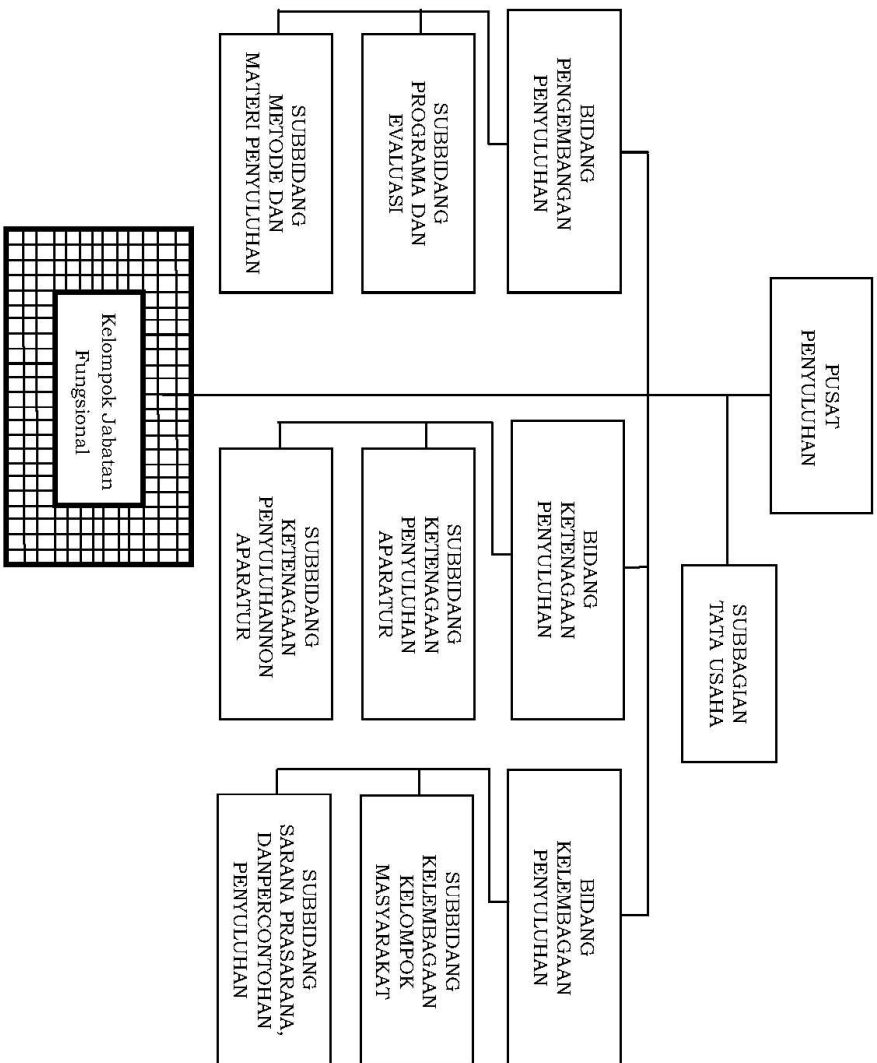 PUSAT
PENYULUHAN
SUBBAGIAN
TATA USAHA
BIDANG
PENGEMBANGAN
PENYULUHAN
BIDANG
KETENAGAAN
PENYULUHAN
BIDANG
KELEMBAGAAN
PENYULUHAN
SUBBIDANG
PROGRAMA DAN
EVALUASI
SUBBIDANG
KETENAGAAN
PENYULUHAN
APARATUR
SUBBIDANG
KELEMBAGAAN
KELOMPOK
MASYARAKAT
SUBBIDANG
METODE DAN
MATERI PENYULUHAN
SUBBIDANG
KETENAGAAN
PENYULUHANNON
APARATUR
SUBBIDANG
SARANA PRASARANA,
DANPERCONTOHAN
PENYULUHAN
Kelompok Jabatan
Fungsional